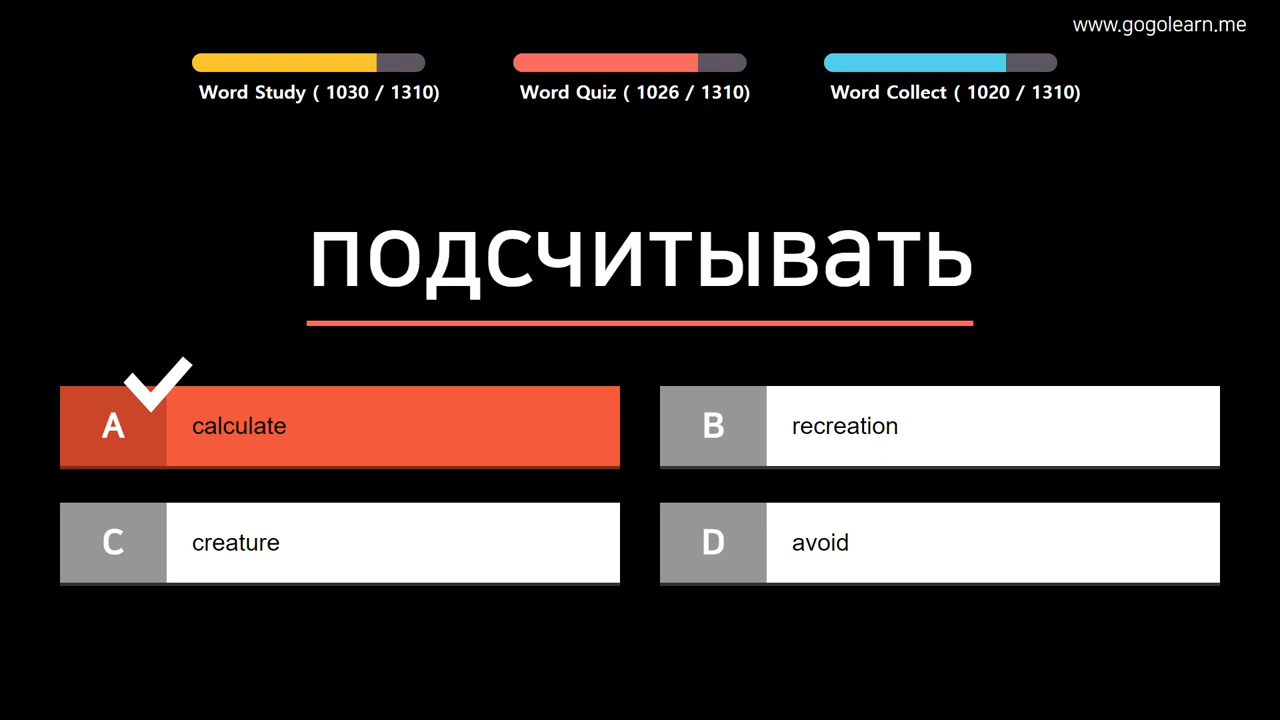 www.gogolearn.me
Word Study ( 1030 / 1310)
Word Quiz ( 1026 / 1310)
Word Collect ( 1020 / 1310)
подсчитывать
A calculate
B recreation
C creature
D avoid